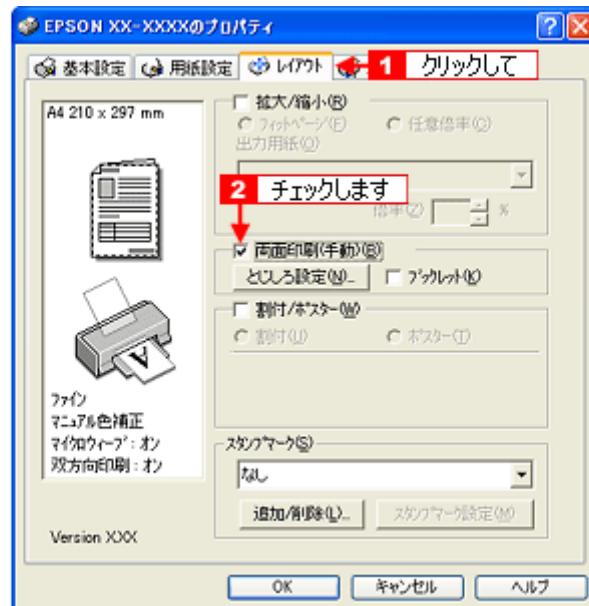 EPSON XX-XXXXのプロパティ
基本設定 用紙設定 レイアウト
1 クリックして
A4 210 x 297 mm
拡大/縮小(R)
フィットページ(F) 任意倍率(C)
出力用紙(O)
2 チェックします
倍率(Z) %
両面印刷(手動)(B)
とじしろ設定(N)... ブックレット(K)
割付/ポスター(W)
割付(U) ポスター(T)
ファイン
マニュアル色補正
マイクロウィーブ：オン
双方向印刷：オン
スタンプマーク(S)
なし
追加/削除(L)... スタンプマーク設定(M)
Version XXX
OK キャンセル ヘルプ